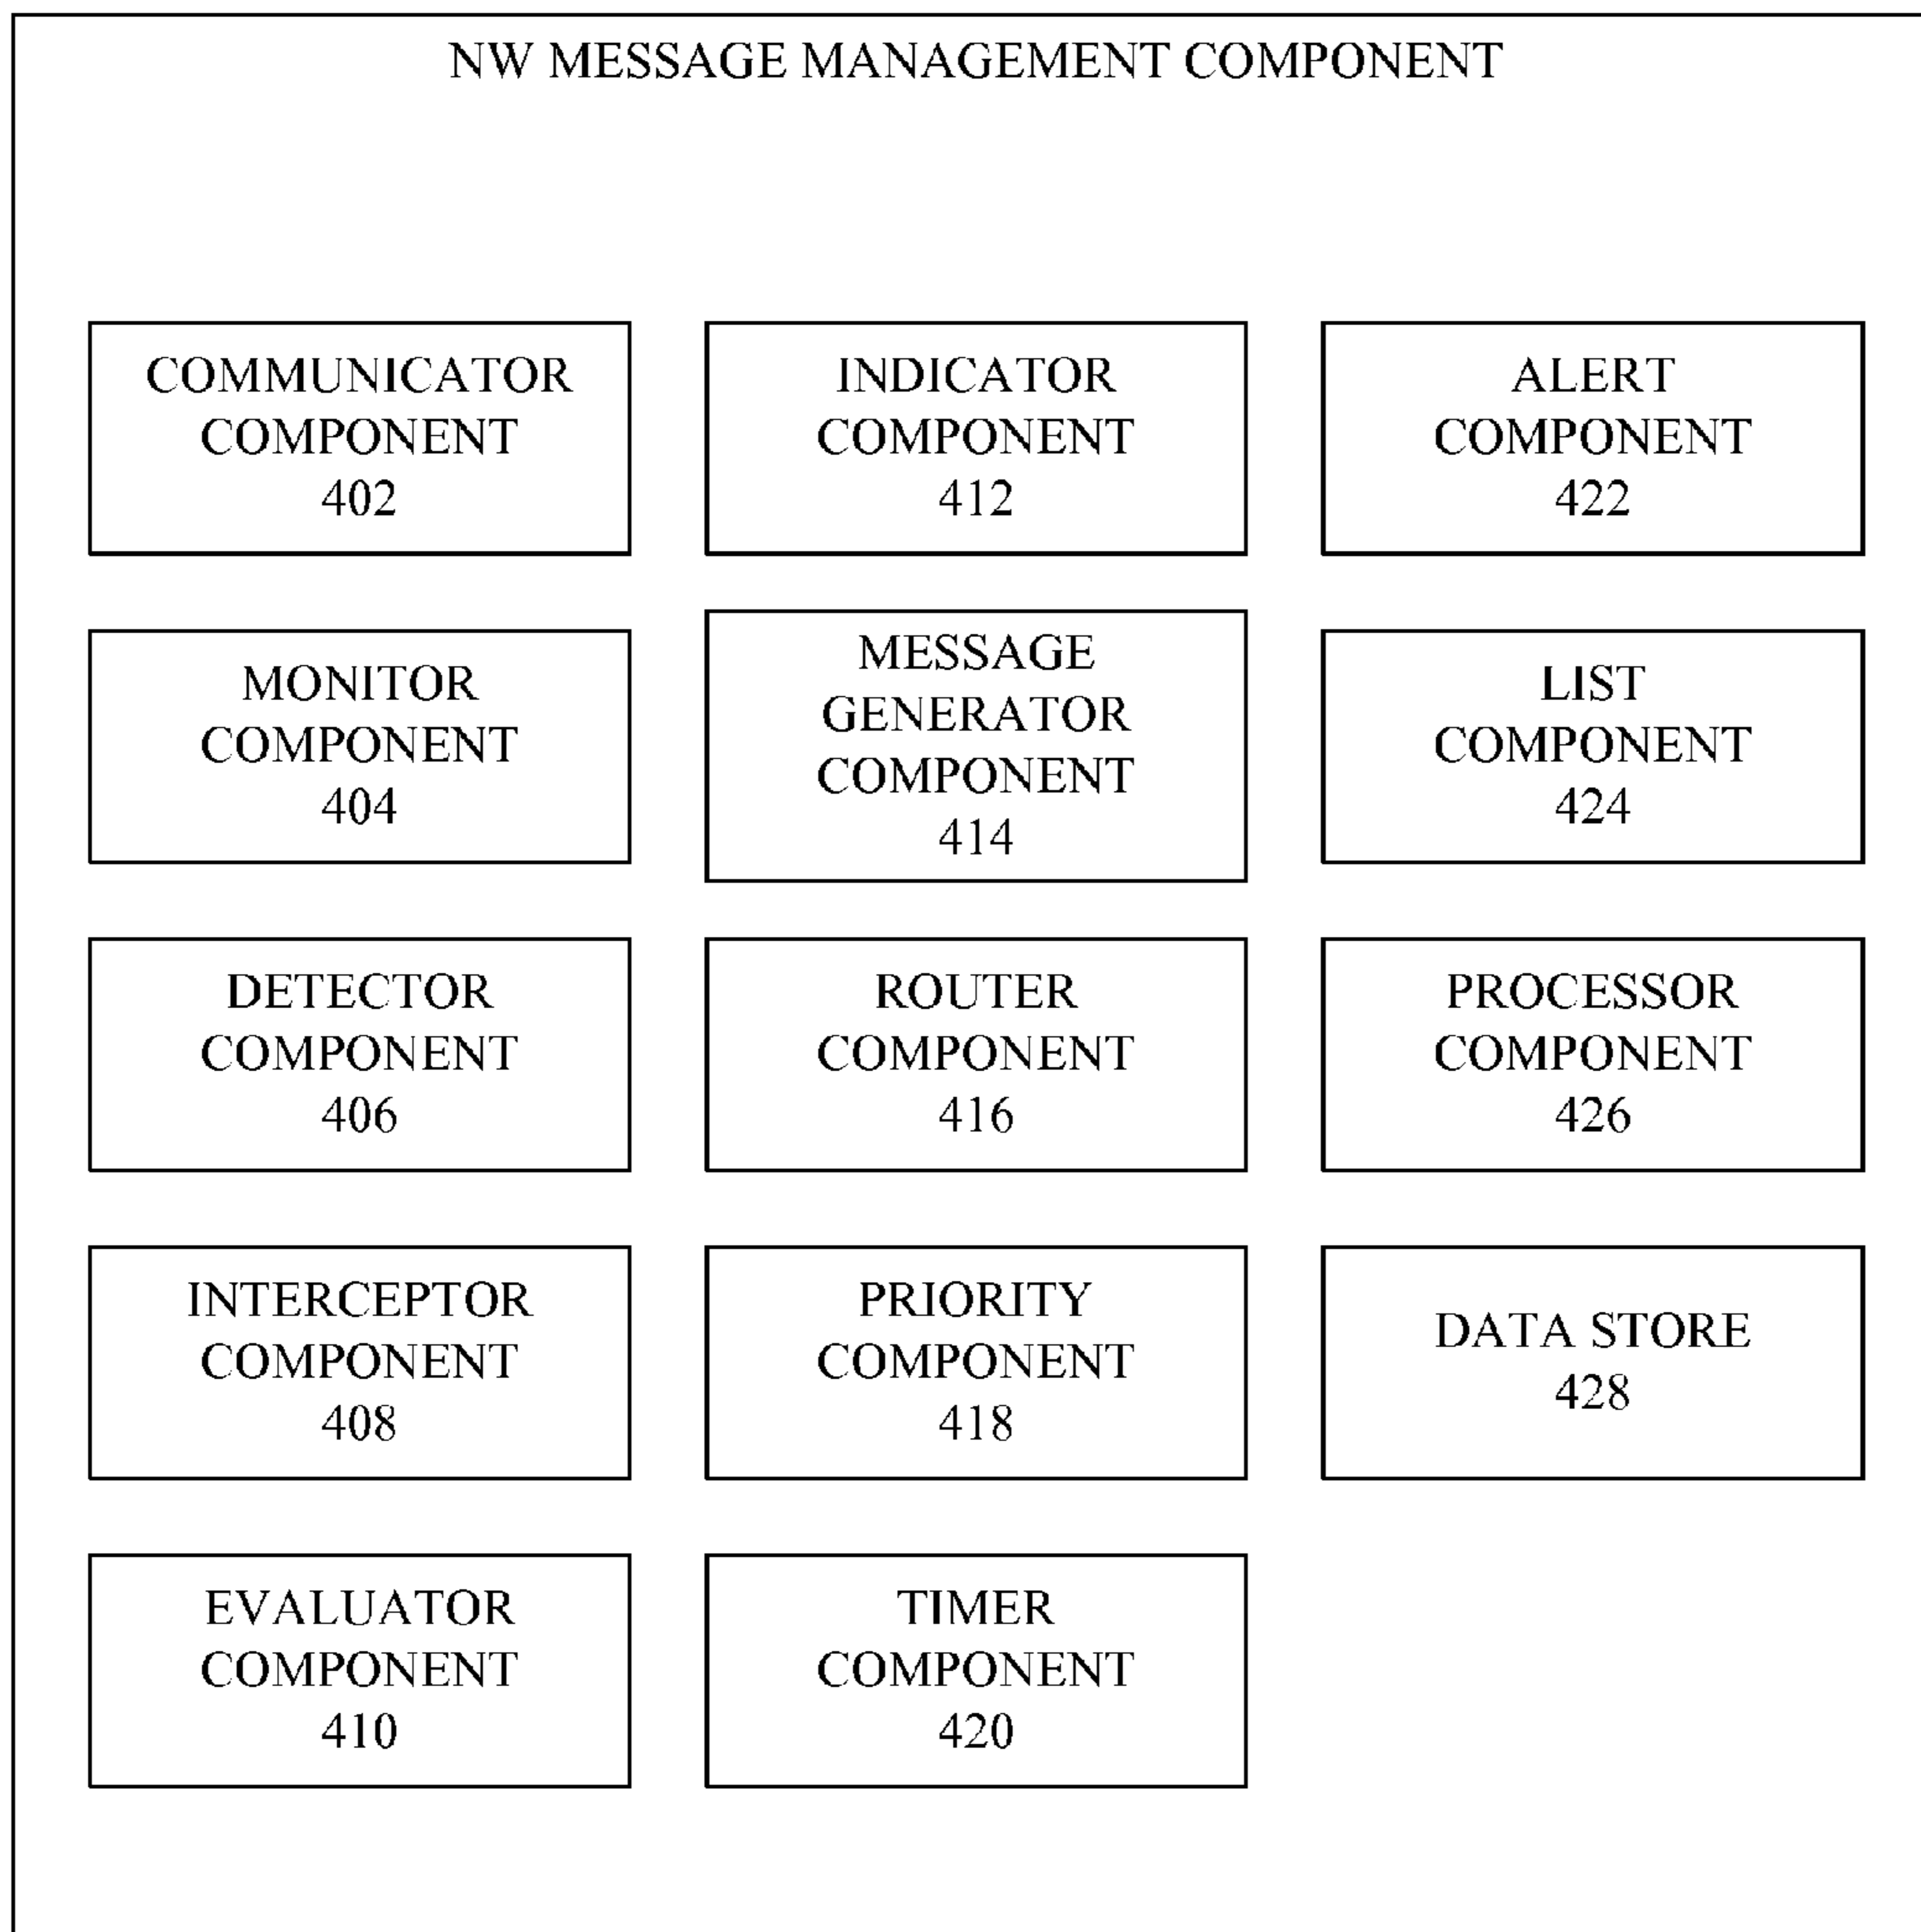 NW MESSAGE MANAGEMENT COMPONENT
COMMUNICATOR
COMPONENT
402
MONITOR
COMPONENT
404
DETECTOR
COMPONENT
406
INTERCEPTOR
COMPONENT
408
EVALUATOR
COMPONENT
410
INDICATOR
COMPONENT
412
MESSAGE
GENERATOR
COMPONENT
414
ROUTER
COMPONENT
416
PRIORITY
COMPONENT
418
TIMER
COMPONENT
420
ALERT
COMPONENT
422
LIST
COMPONENT
424
PROCESSOR
COMPONENT
426
DATA STORE
428